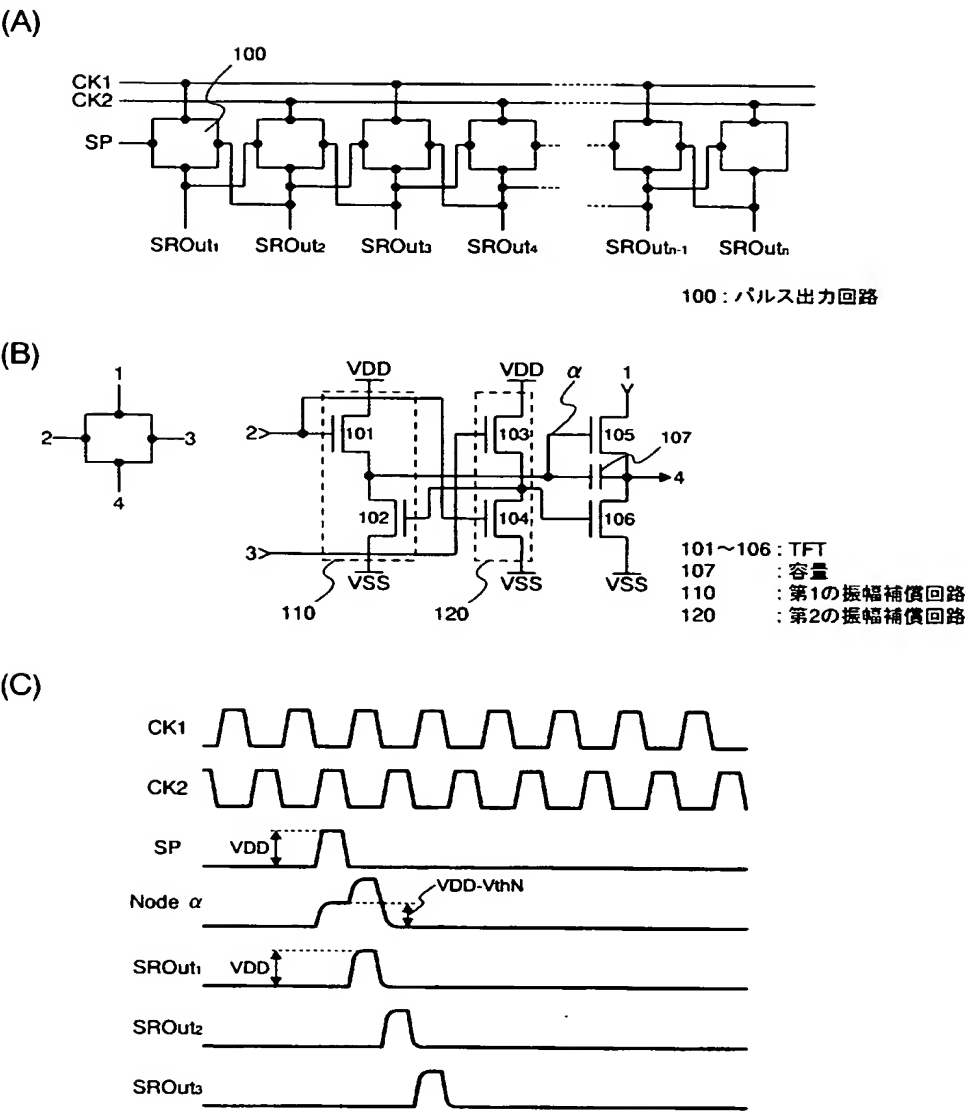 (A)
100
CK1
CK2
SP
SROut1 SROut2 SROut3 SROut4 SROutn-1 SROutn
100 : パルス出力回路
(B)
1
2 3
4
VDD VDD α 1
2 101 103 105 107
4
102 104 106
3
VSS VSS VSS
110 120
101～106 : TFT
107 : 容量
110 : 第1の振幅補償回路
120 : 第2の振幅補償回路
(C)
CK1
CK2
SP VDD
Node α VDD-VthN
SROut1 VDD
SROut2
SROut3